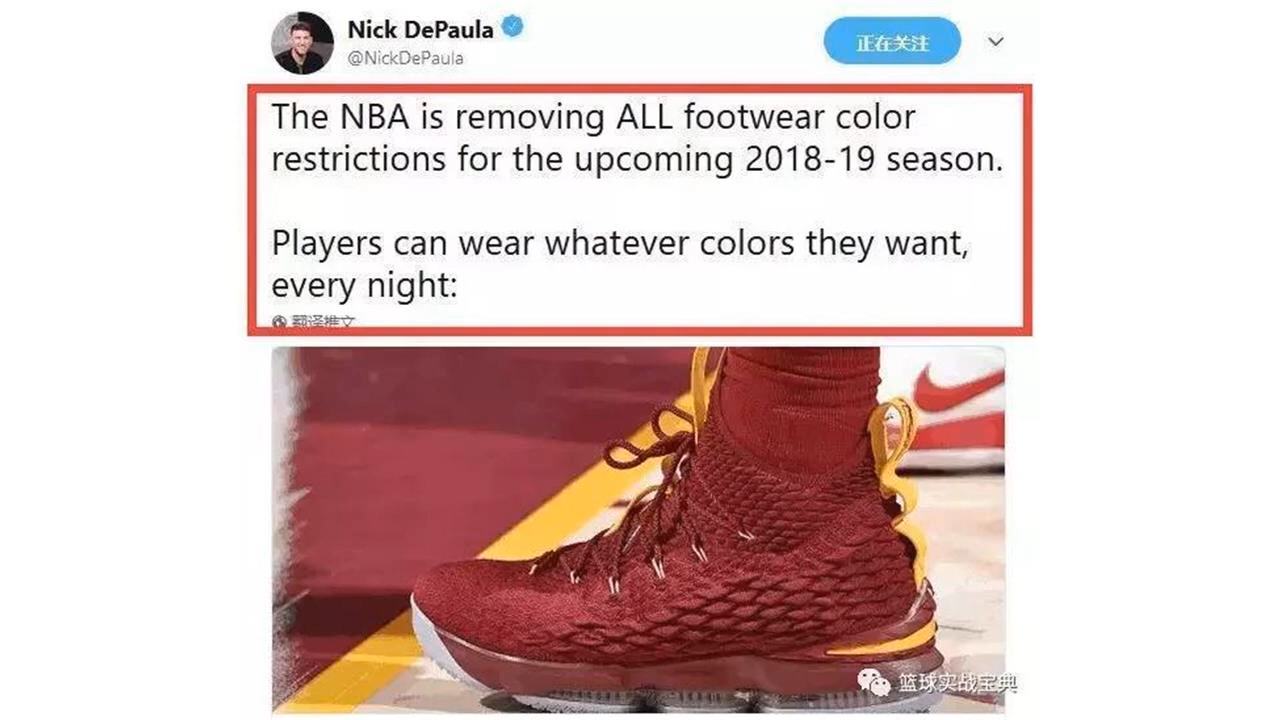 Nick DePaula
@NickDePaula
正在关注
The NBA is removing ALL footwear color
restrictions for the upcoming 2018-19 season.
Players can wear whatever colors they want,
every night:
翻译推文
篮球实战宝典